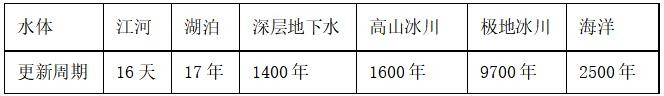 水体 江河 湖泊 深层地下水 高山冰川 极地冰川 海洋
更新周期 16天 17年 1400年 1600年 9700年 2500年